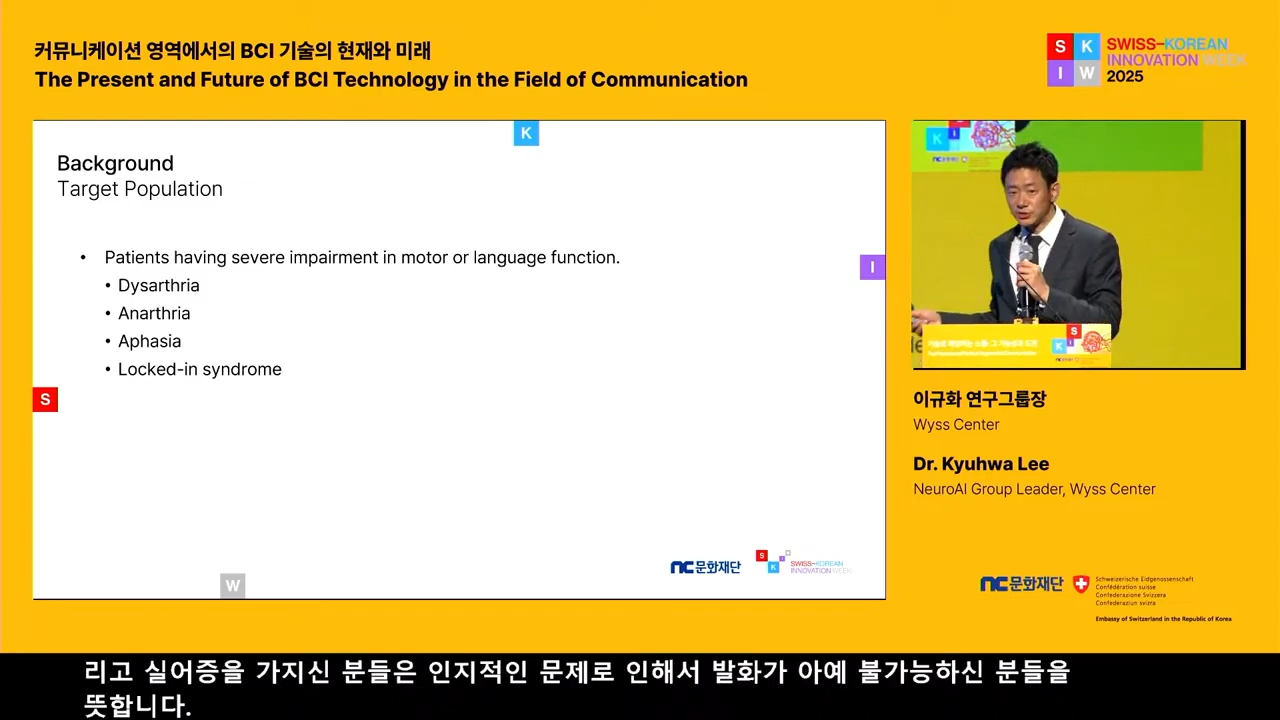 커뮤니케이션 영역에서의 BCI 기술의 현재와 미래
The Present and Future of BCI Technology in the Field of Communication
S K
I W
SWISS-KOREAN
INNOVATION WEEK
2025
K
Background
Target Population
• Patients having severe impairment in motor or language function.
• Dysarthria
• Anarthria
• Aphasia
• Locked-in syndrome
I
S
W
nc문화재단
S K I
SWISS-KOREAN
INNOVATION WEEK
K I
S
K I
이규화 연구그룹장
Wyss Center
Dr. Kyuhwa Lee
NeuroAI Group Leader, Wyss Center
nc문화재단
Schweizerische Eidgenossenschaft
Confédération suisse
Confederazione Svizzera
Confederaziun svizra
Embassy of Switzerland in the Republic of Korea
리고 실어증을 가지신 분들은 인지적인 문제로 인해서 발화가 아예 불가능하신 분들을
뜻합니다.